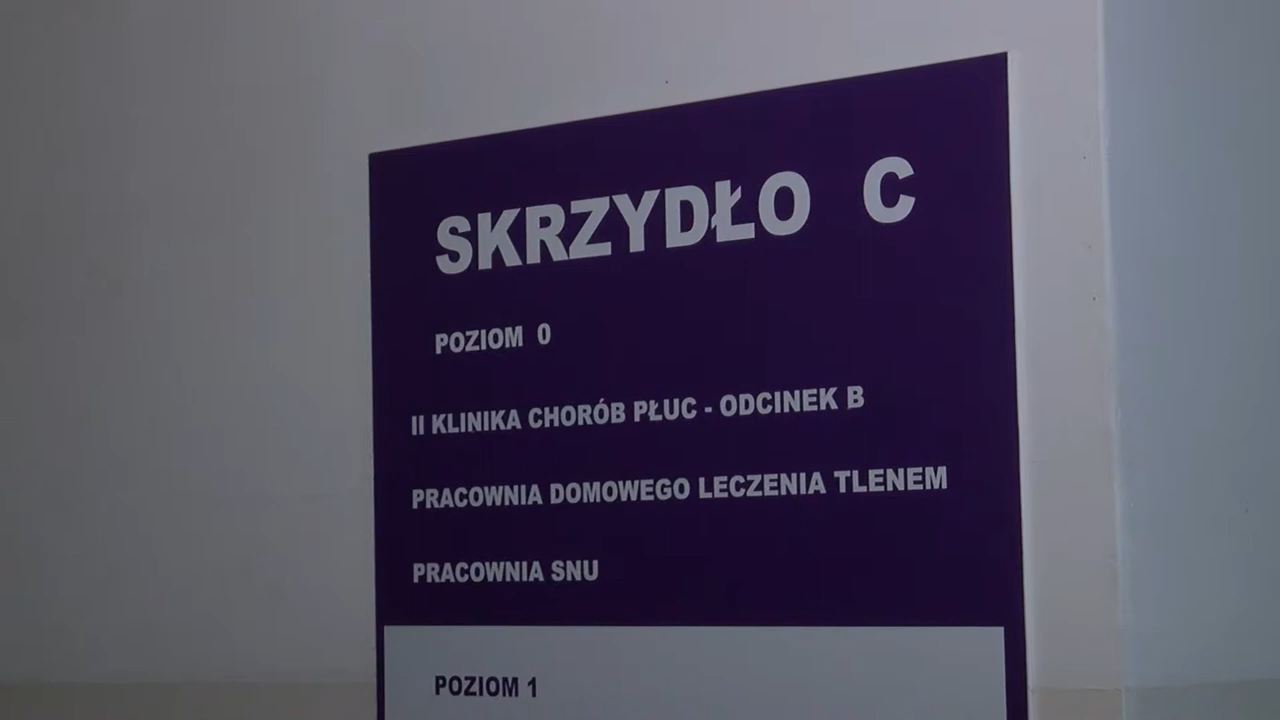 SKRZYDŁO C
POZIOM 0
II KLINIKA CHORÓB PŁUC - ODCINEK B
PRACOWNIA DOMOWEGO LECZENIA TLENEM
PRACOWNIA SNU
POZIOM 1